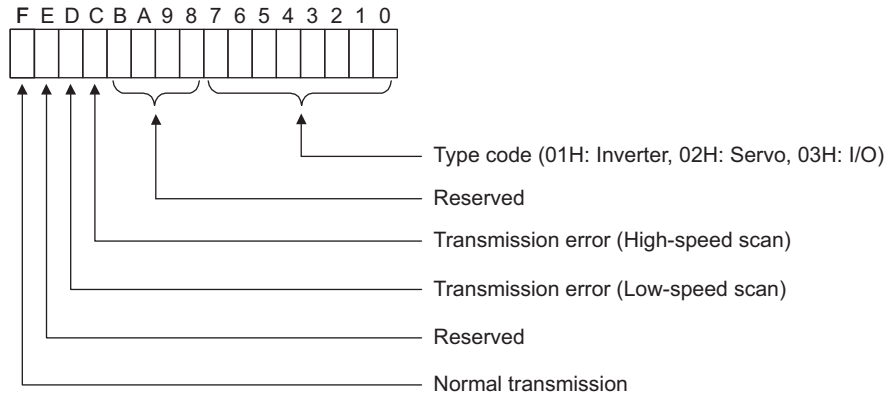 F E D C B A 9 8 7 6 5 4 3 2 1 0
Type code (01H: Inverter, 02H: Servo, 03H: I/O)
Reserved
Transmission error (High-speed scan)
Transmission error (Low-speed scan)
Reserved
Normal transmission